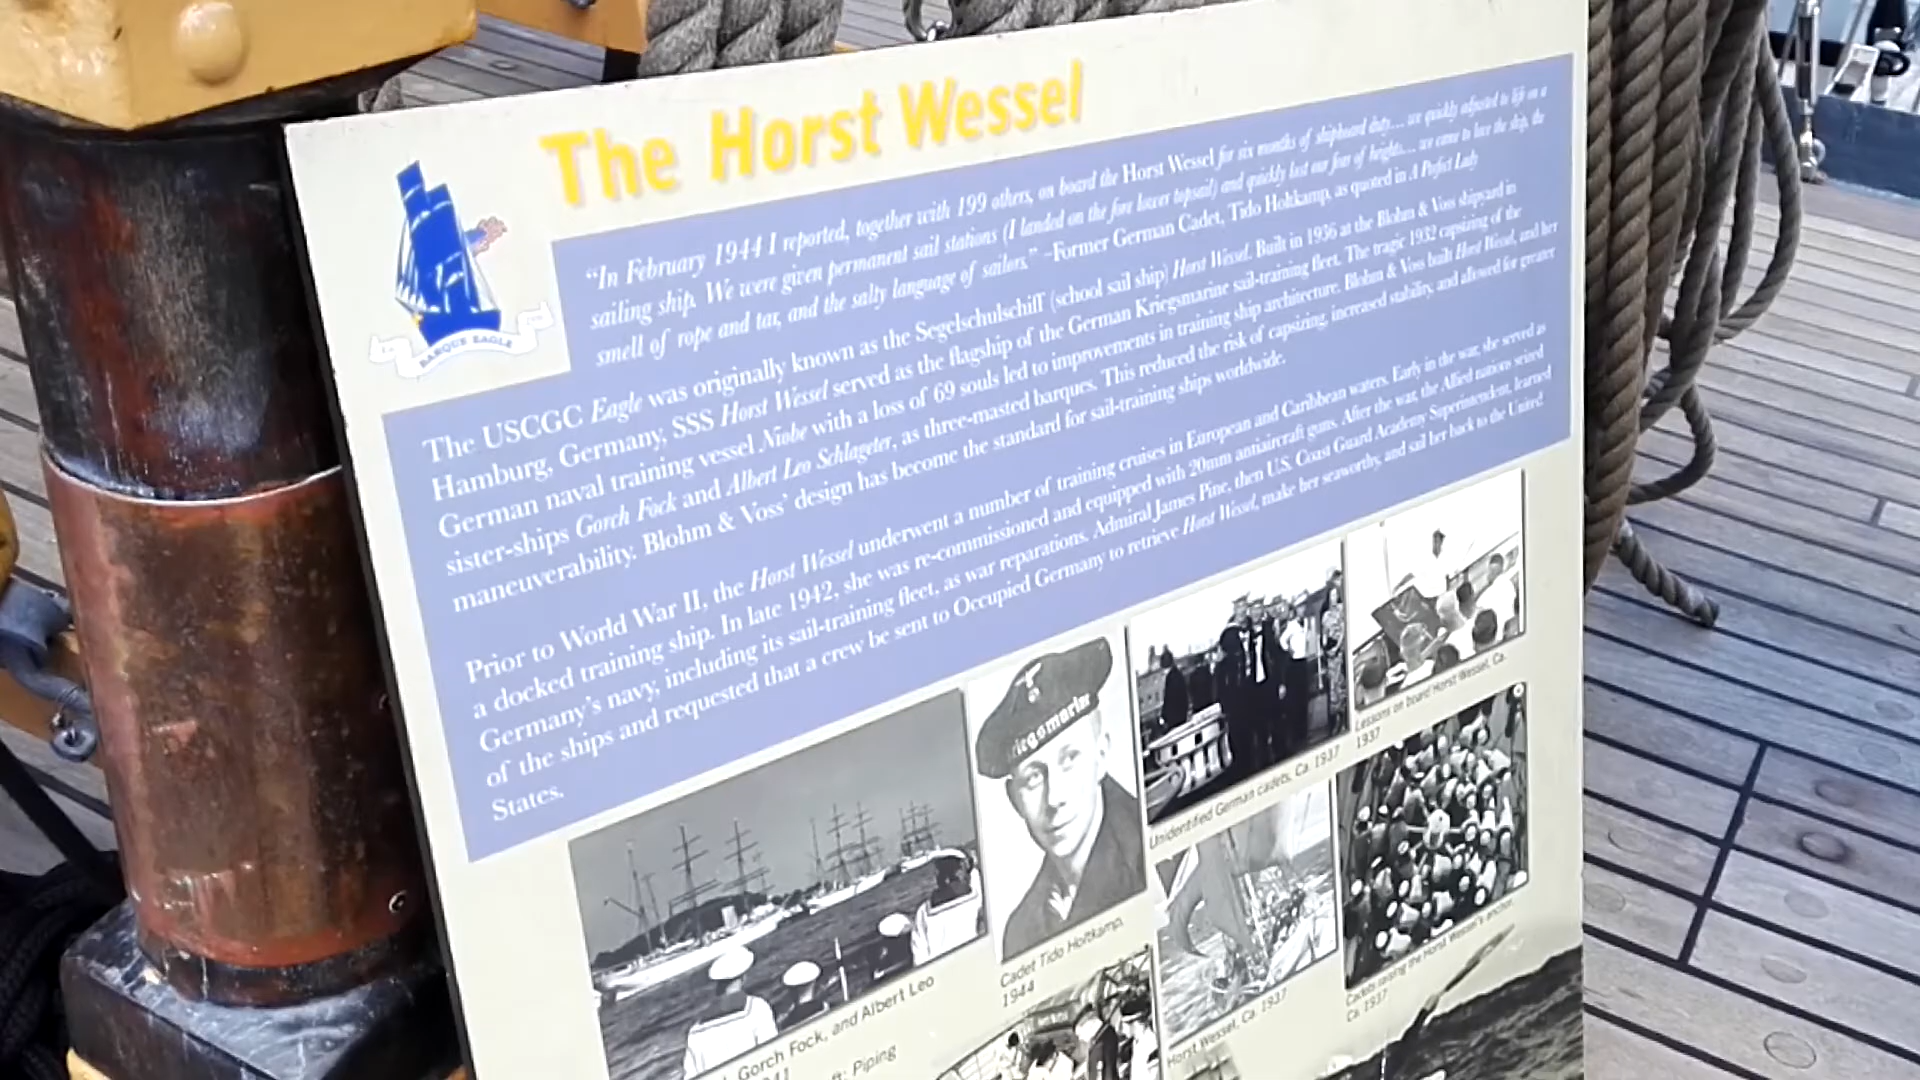 The Horst Wessel
BARQUE EAGLE
"In February 1944 I reported, together with 199 others, on board the Horst Wessel for six months of shipboard duty… we quickly adjusted to life on a
sailing ship. We were given permanent sail stations (I landed on the fore lower topsail) and quickly lost our fear of heights… we came to love the ship, the
smell of rope and tar, and the salty language of sailors." –Former German Cadet, Tido Holtkamp, as quoted in A Perfect Lady
The USCGC Eagle was originally known as the Segelschulschiff (school sail ship) Horst Wessel. Built in 1936 at the Blohm & Voss shipyard in
Hamburg, Germany, SSS Horst Wessel served as the flagship of the German Kriegsmarine sail-training fleet. The tragic 1932 capsizing of the
German naval training vessel Niobe with a loss of 69 souls led to improvements in training ship architecture. Blohm & Voss built Horst Wessel, and her
sister-ships Gorch Fock and Albert Leo Schlageter, as three-masted barques. This reduced the risk of capsizing, increased stability, and allowed for greater
maneuverability. Blohm & Voss' design has become the standard for sail-training ships worldwide.
Prior to World War II, the Horst Wessel underwent a number of training cruises in European and Caribbean waters. Early in the war, she served as
a docked training ship. In late 1942, she was re-commissioned and equipped with 20mm antiaircraft guns. After the war, the Allied nations seized
Germany's navy, including its sail-training fleet, as war reparations. Admiral James Pine, then U.S. Coast Guard Academy Superintendent, learned
of the ships and requested that a crew be sent to Occupied Germany to retrieve Horst Wessel, make her seaworthy, and sail her back to the United
States.
Lessons on board Horst Wessel, Ca.
1937
Unidentified German cadets, Ca. 1937
iegsmarine
Cadet Tido Holtkamp,
1944
Cadets raising the Horst Wessel's anchor,
Ca. 1937
Gorch Fock, and Albert Leo
Piping
Horst Wessel, Ca. 1937